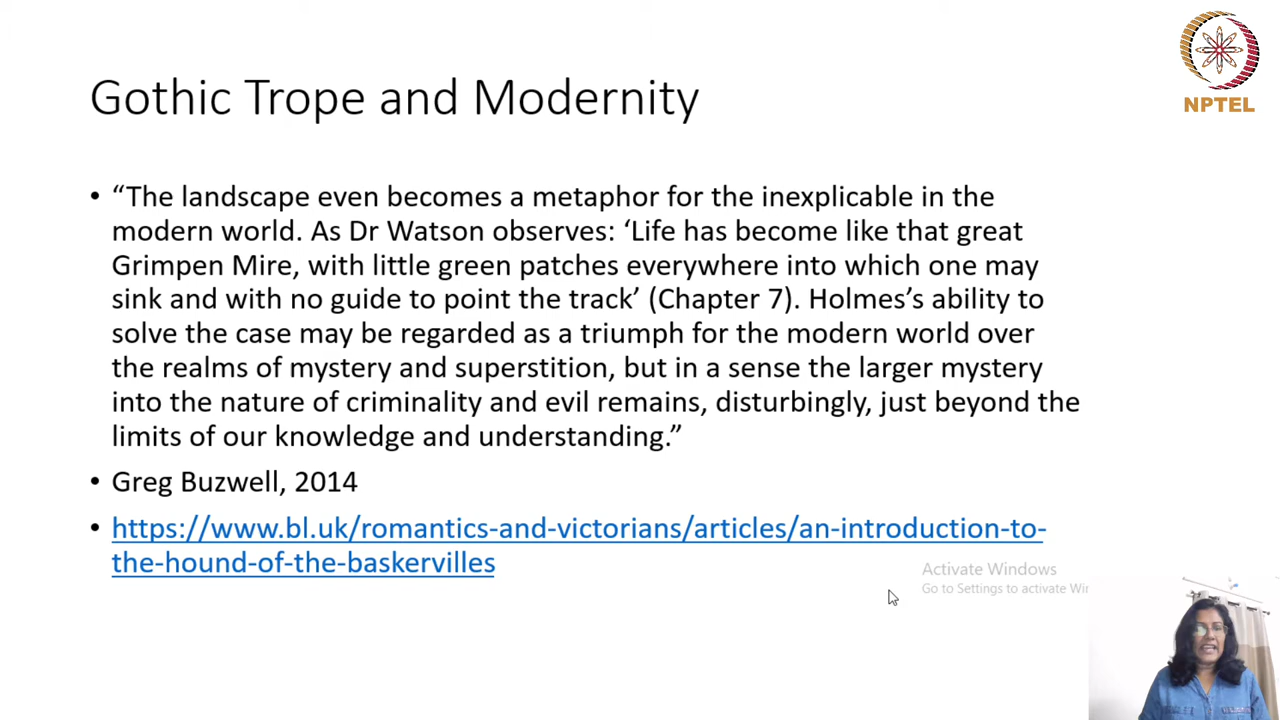 Gothic Trope and Modernity
NPTEL
• “The landscape even becomes a metaphor for the inexplicable in the
modern world. As Dr Watson observes: ‘Life has become like that great
Grimpen Mire, with little green patches everywhere into which one may
sink and with no guide to point the track’ (Chapter 7). Holmes’s ability to
solve the case may be regarded as a triumph for the modern world over
the realms of mystery and superstition, but in a sense the larger mystery
into the nature of criminality and evil remains, disturbingly, just beyond the
limits of our knowledge and understanding.”
• Greg Buzwell, 2014
• https://www.bl.uk/romantics-and-victorians/articles/an-introduction-to-
the-hound-of-the-baskervilles
Activate Windows
Go to Settings to activate Wi